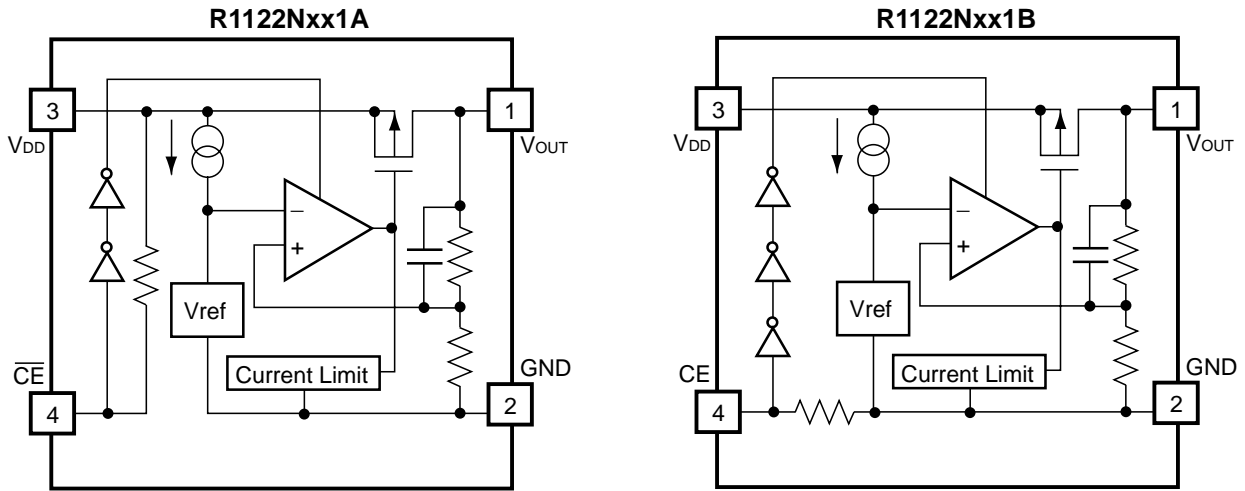 R1122Nxx1A
3
VDD
1
VOUT
−
+
Vref
Current Limit
CE
4
GND
2
R1122Nxx1B
3
VDD
1
VOUT
−
+
Vref
Current Limit
CE
4
GND
2